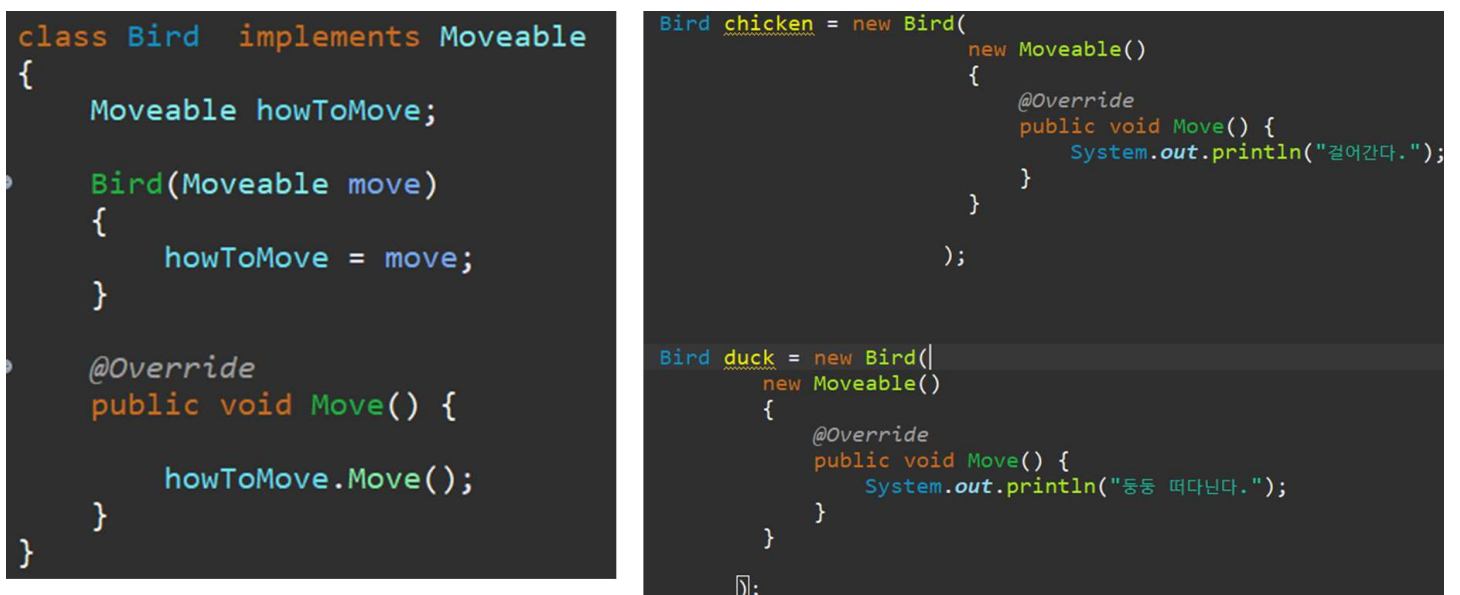 class Bird  implements Moveable
{
Moveable howToMove;
Bird(Moveable move)
{
howToMove = move;
}
@Override
public void Move() {
howToMove.Move();
}
}
Bird chicken = new Bird(
new Moveable()
{
@Override
public void Move() {
System.out.println("걸어간다.");
}
}
);
Bird duck = new Bird(
new Moveable()
{
@Override
public void Move() {
System.out.println("둥둥 떠다닌다.");
}
}
);